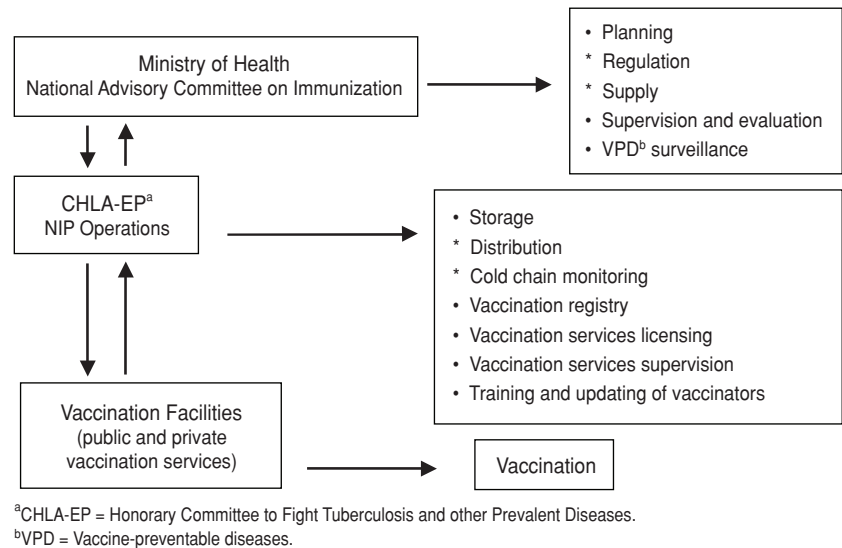 Ministry of Health
National Advisory Committee on Immunization
• Planning
* Regulation
* Supply
• Supervision and evaluation
• VPDᵇ surveillance
CHLA-EPᵃ
NIP Operations
• Storage
* Distribution
* Cold chain monitoring
• Vaccination registry
• Vaccination services licensing
• Vaccination services supervision
• Training and updating of vaccinators
Vaccination Facilities
(public and private
vaccination services)
Vaccination
ᵃCHLA-EP = Honorary Committee to Fight Tuberculosis and other Prevalent Diseases.
ᵇVPD = Vaccine-preventable diseases.